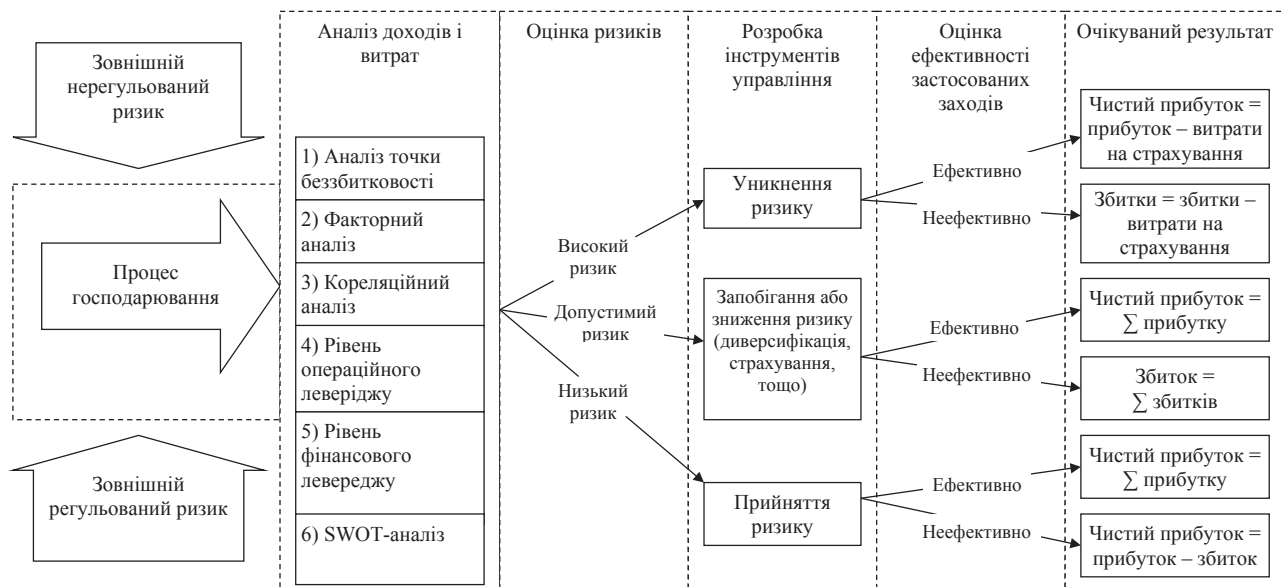 Зовнішній
нерегульований
ризик
Процес
господарювання
Зовнішній
регульований ризик
Аналіз доходів і
витрат
1) Аналіз точки
беззбитковості
2) Факторний
аналіз
3) Кореляційний
аналіз
4) Рівень
операційного
леверіджу
5) Рівень
фінансового
левереджу
6) SWOT-аналіз
Оцінка ризиків
Високий
ризик
Допустимий
ризик
Низький
ризик
Розробка
інструментів
управління
Уникнення
ризику
Запобігання або
зниження ризику
(диверсифікація,
страхування,
тощо)
Прийняття
ризику
Оцінка
ефективності
застосованих
заходів
Ефективно
Неефективно
Ефективно
Неефективно
Ефективно
Неефективно
Очікуваний результат
Чистий прибуток =
прибуток – витрати
на страхування
Збитки = збитки –
витрати на
страхування
Чистий прибуток =
∑ прибутку
Збиток =
∑ збитків
Чистий прибуток =
∑ прибутку
Чистий прибуток =
прибуток – збиток